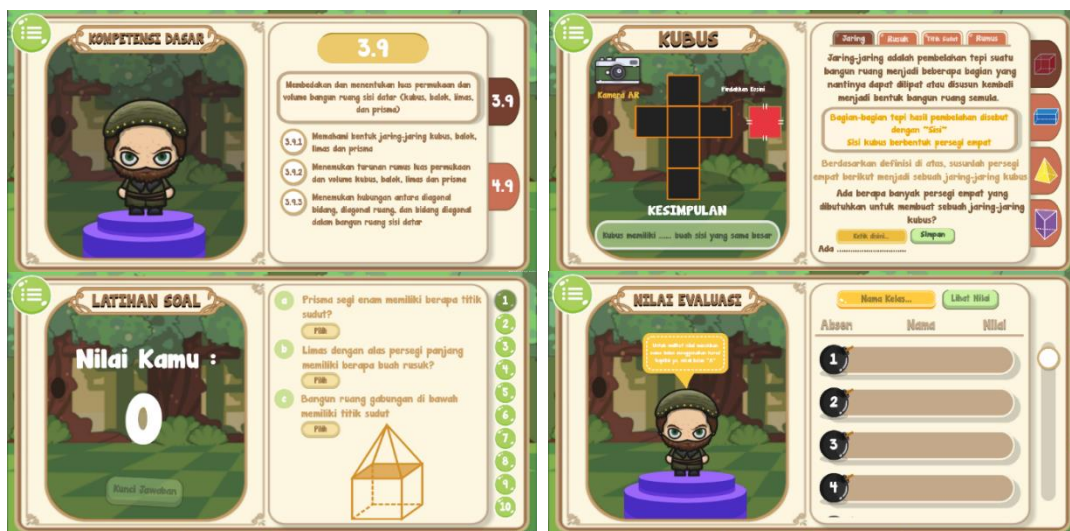 KOMPETENSI DASAR
3.9
Membedakan dan menentukan luas permukaan dan
volume bangun ruang sisi datar (kubus, balok, limas,
dan prisma)
3.9.1 Memahami bentuk jaring-jaring kubus, balok,
limas dan prisma
3.9.2 Menemukan turunan rumus luas permukaan
dan volume kubus, balok, limas dan prisma
3.9.3 Menemukan hubungan antara diagonal
bidang, diagonal ruang, dan bidang diagonal
dalam bangun ruang sisi datar
3.9
4.9
KUBUS
Kamera AR
Pindahkan Kesini
KESIMPULAN
Kubus memiliki ...... buah sisi yang sama besar
Jaring
Rusuk
Titik Sudut
Rumus
Jaring-jaring adalah pembelahan tepi suatu
bangun ruang menjadi beberapa bagian yang
nantinya dapat dilipat atau disusun kembali
menjadi bentuk bangun ruang semula.
Bagian-bagian tepi hasil pembelahan disebut
dengan "Sisi"
Sisi kubus berbentuk persegi empat
Berdasarkan definisi di atas, susunlah persegi
empat berikut menjadi sebuah jaring-jaring kubus
Ada berapa banyak persegi empat yang
dibutuhkan untuk membuat sebuah jaring-jaring
kubus?
Ketik disini...
Simpan
Ada ........................
LATIHAN SOAL
Nilai Kamu :
0
Kunci Jawaban
a Prisma segi enam memiliki berapa titik
sudut?
Pilih
b Limas dengan alas persegi panjang
memiliki berapa buah rusuk?
Pilih
c Bangun ruang gabungan di bawah
memiliki titik sudut
Pilih
1
2
3
4
5
6
7
8
9
10
NILAI EVALUASI
Nama Kelas...
Lihat Nilai
Absen Nama Nilai
1
2
3
4